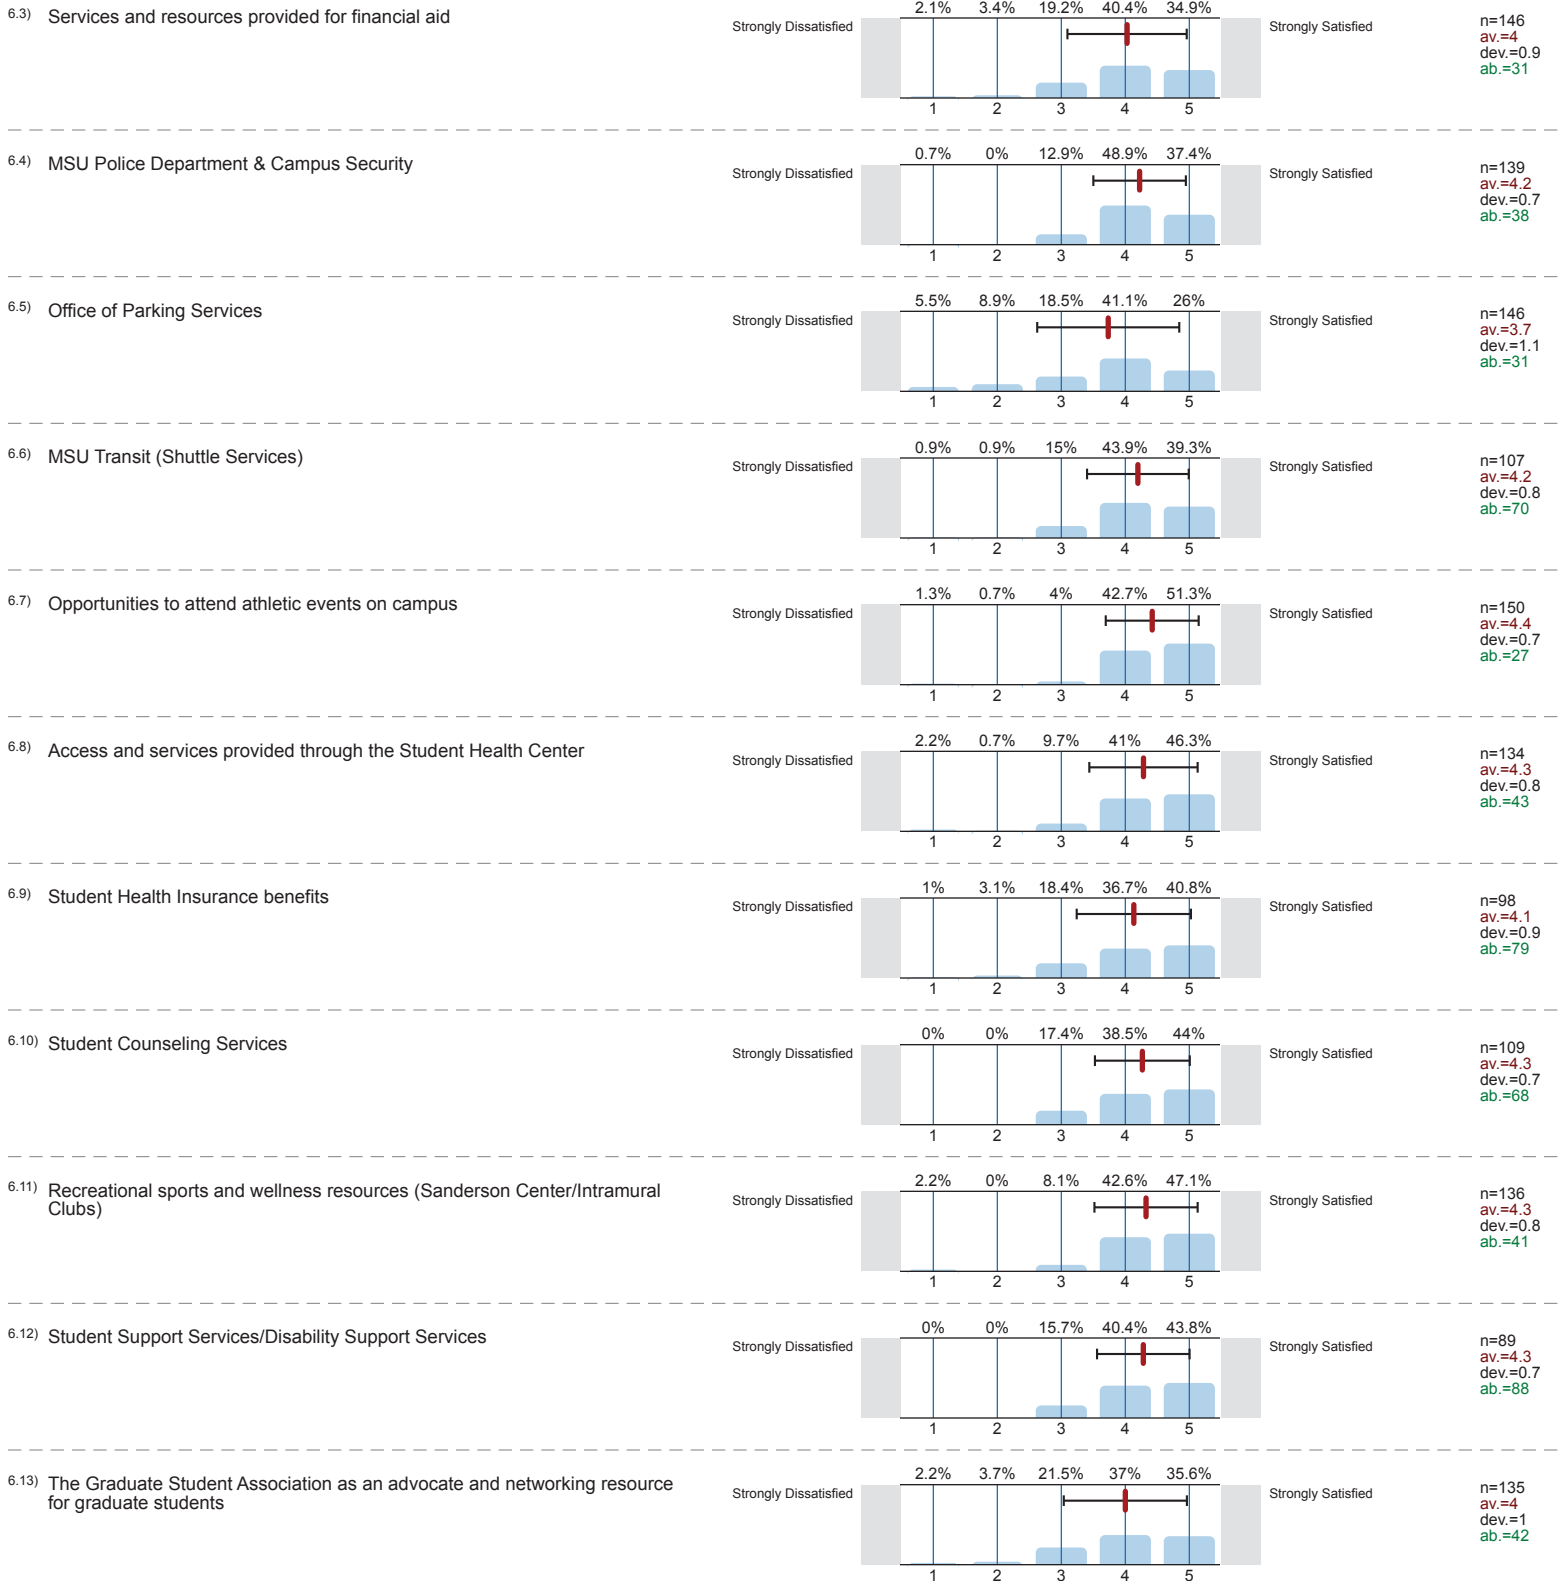 6.3) Services and resources provided for financial aid
2.1% 3.4% 19.2% 40.4% 34.9%
Strongly Dissatisfied Strongly Satisfied
n=146
av.=4
dev.=0.9
ab.=31
1 2 3 4 5
6.4) MSU Police Department & Campus Security
0.7% 0% 12.9% 48.9% 37.4%
Strongly Dissatisfied Strongly Satisfied
n=139
av.=4.2
dev.=0.7
ab.=38
1 2 3 4 5
6.5) Office of Parking Services
5.5% 8.9% 18.5% 41.1% 26%
Strongly Dissatisfied Strongly Satisfied
n=146
av.=3.7
dev.=1.1
ab.=31
1 2 3 4 5
6.6) MSU Transit (Shuttle Services)
0.9% 0.9% 15% 43.9% 39.3%
Strongly Dissatisfied Strongly Satisfied
n=107
av.=4.2
dev.=0.8
ab.=70
1 2 3 4 5
6.7) Opportunities to attend athletic events on campus
1.3% 0.7% 4% 42.7% 51.3%
Strongly Dissatisfied Strongly Satisfied
n=150
av.=4.4
dev.=0.7
ab.=27
1 2 3 4 5
6.8) Access and services provided through the Student Health Center
2.2% 0.7% 9.7% 41% 46.3%
Strongly Dissatisfied Strongly Satisfied
n=134
av.=4.3
dev.=0.8
ab.=43
1 2 3 4 5
6.9) Student Health Insurance benefits
1% 3.1% 18.4% 36.7% 40.8%
Strongly Dissatisfied Strongly Satisfied
n=98
av.=4.1
dev.=0.9
ab.=79
1 2 3 4 5
6.10) Student Counseling Services
0% 0% 17.4% 38.5% 44%
Strongly Dissatisfied Strongly Satisfied
n=109
av.=4.3
dev.=0.7
ab.=68
1 2 3 4 5
6.11) Recreational sports and wellness resources (Sanderson Center/Intramural
Clubs)
2.2% 0% 8.1% 42.6% 47.1%
Strongly Dissatisfied Strongly Satisfied
n=136
av.=4.3
dev.=0.8
ab.=41
1 2 3 4 5
6.12) Student Support Services/Disability Support Services
0% 0% 15.7% 40.4% 43.8%
Strongly Dissatisfied Strongly Satisfied
n=89
av.=4.3
dev.=0.7
ab.=88
1 2 3 4 5
6.13) The Graduate Student Association as an advocate and networking resource
for graduate students
2.2% 3.7% 21.5% 37% 35.6%
Strongly Dissatisfied Strongly Satisfied
n=135
av.=4
dev.=1
ab.=42
1 2 3 4 5